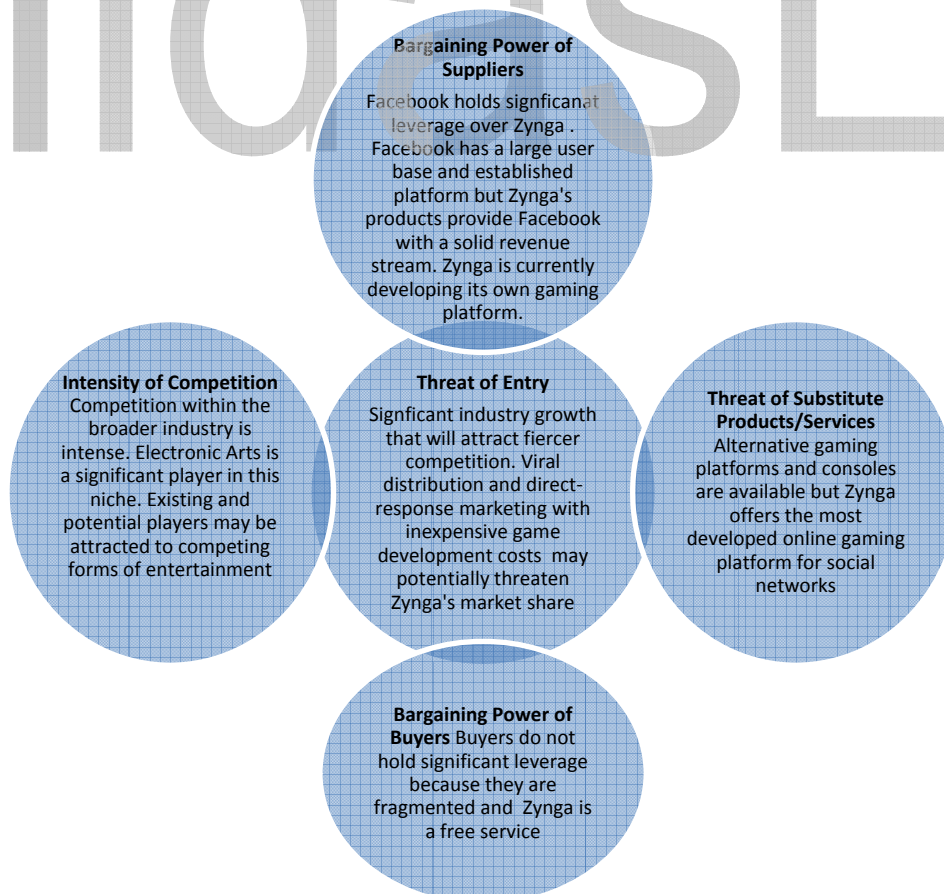 Bargaining Power of
Suppliers
Facebook holds signficanat
leverage over Zynga .
Facebook has a large user
base and established
platform but Zynga's
products provide Facebook
with a solid revenue
stream. Zynga is currently
developing its own gaming
platform.
Intensity of Competition
Competition within the
broader industry is
intense. Electronic Arts is
a significant player in this
niche. Existing and
potential players may be
attracted to competing
forms of entertainment
Threat of Entry
Signficant industry growth
that will attract fiercer
competition. Viral
distribution and direct-
response marketing with
inexpensive game
development costs may
potentially threaten
Zynga's market share
Threat of Substitute
Products/Services
Alternative gaming
platforms and consoles
are available but Zynga
offers the most
developed online gaming
platform for social
networks
Bargaining Power of
Buyers Buyers do not
hold significant leverage
because they are
fragmented and Zynga is
a free service